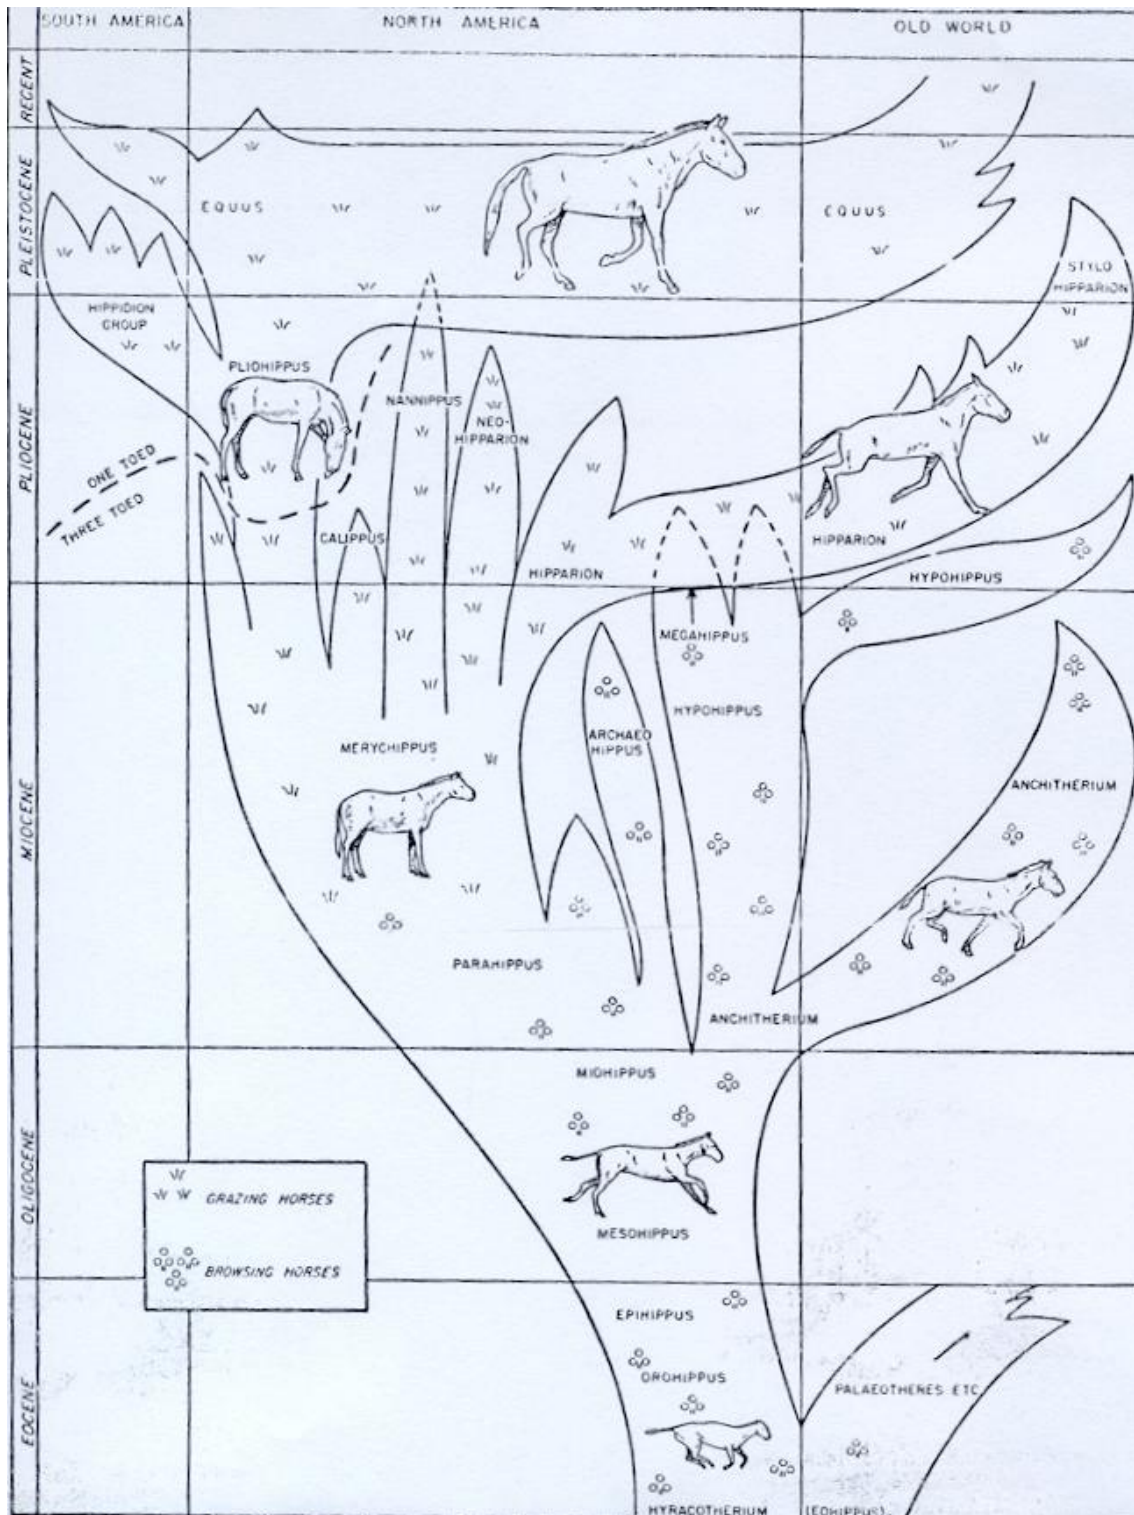 SOUTH AMERICA
NORTH AMERICA
OLD WORLD
RECENT
PLEISTOCENE
PLIOCENE
MIOCENE
OLIGOCENE
EOCENE
EQUUS
EQUUS
STYLO
HIPPARION
HIPPIDION
GROUP
PLIOHIPPUS
NANNIPPUS
NEO-
HIPPARION
ONE TOED
THREE TOED
CALIPPUS
HIPPARION
HIPPARION
HYPOHIPPUS
MEGAHIPPUS
HYPOHIPPUS
ARCHAEO
HIPPUS
MERYCHIPPUS
ANCHITHERIUM
PARAHIPPUS
ANCHITHERIUM
MIOHIPPUS
MESOHIPPUS
GRAZING HORSES
BROWSING HORSES
EPIHIPPUS
OROHIPPUS
PALAEOTHERES ETC
HYRACOTHERIUM (EOHIPPUS)